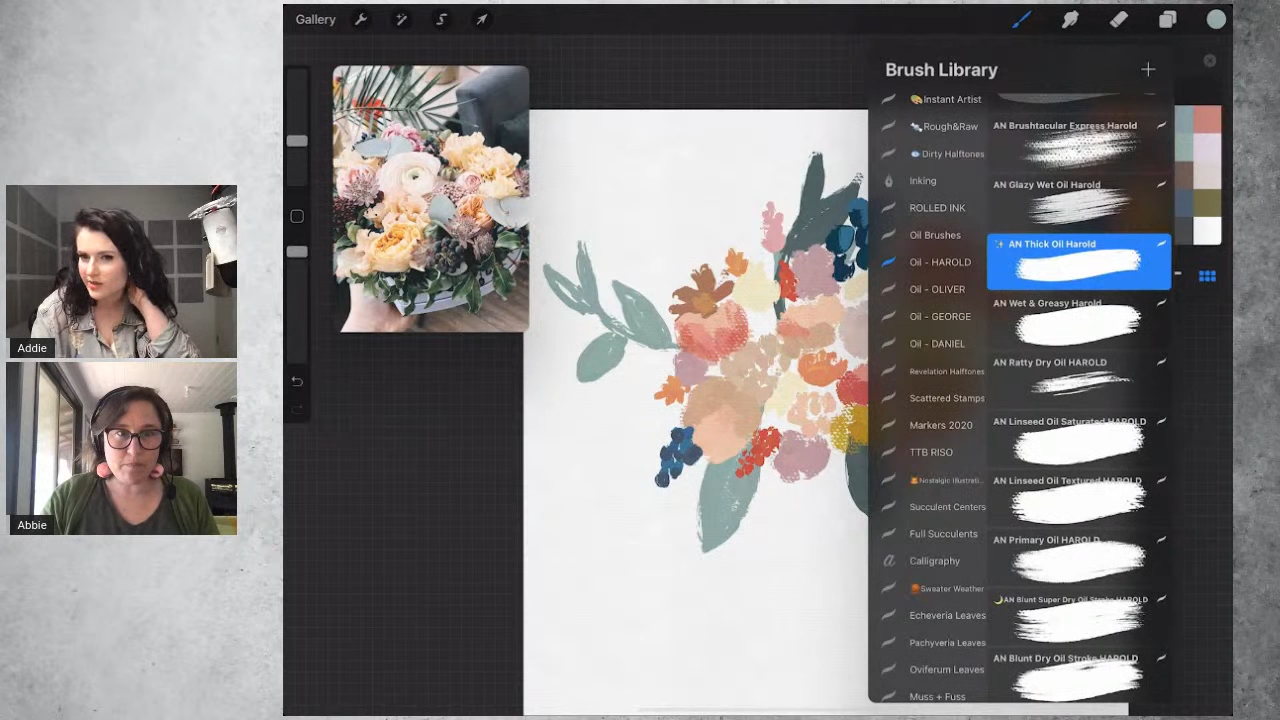 Gallery
Brush Library
Instant Artist
Rough&Raw
Dirty Halftones
Inking
ROLLED INK
Oil Brushes
Oil - HAROLD
Oil - OLIVER
Oil - GEORGE
Oil - DANIEL
Revelation Halftones
Scattered Stamps
Markers 2020
TTB RISO
Nostalgic Illustrati...
Succulent Centers
Full Succulents
Calligraphy
Sweater Weather
Echeveria Leaves
Pachyveria Leaves
Oviferum Leaves
Muss + Fuss
AN Brushtacular Express Harold
AN Glazy Wet Oil Harold
AN Thick Oil Harold
AN Wet & Greasy Harold
AN Ratty Dry Oil HAROLD
AN Linseed Oil Saturated HAROLD
AN Linseed Oil Textured HAROLD
AN Primary Oil HAROLD
AN Blunt Super Dry Oil Stroke HAROLD
AN Blunt Dry Oil Stroke HAROLD
Addie
Abbie